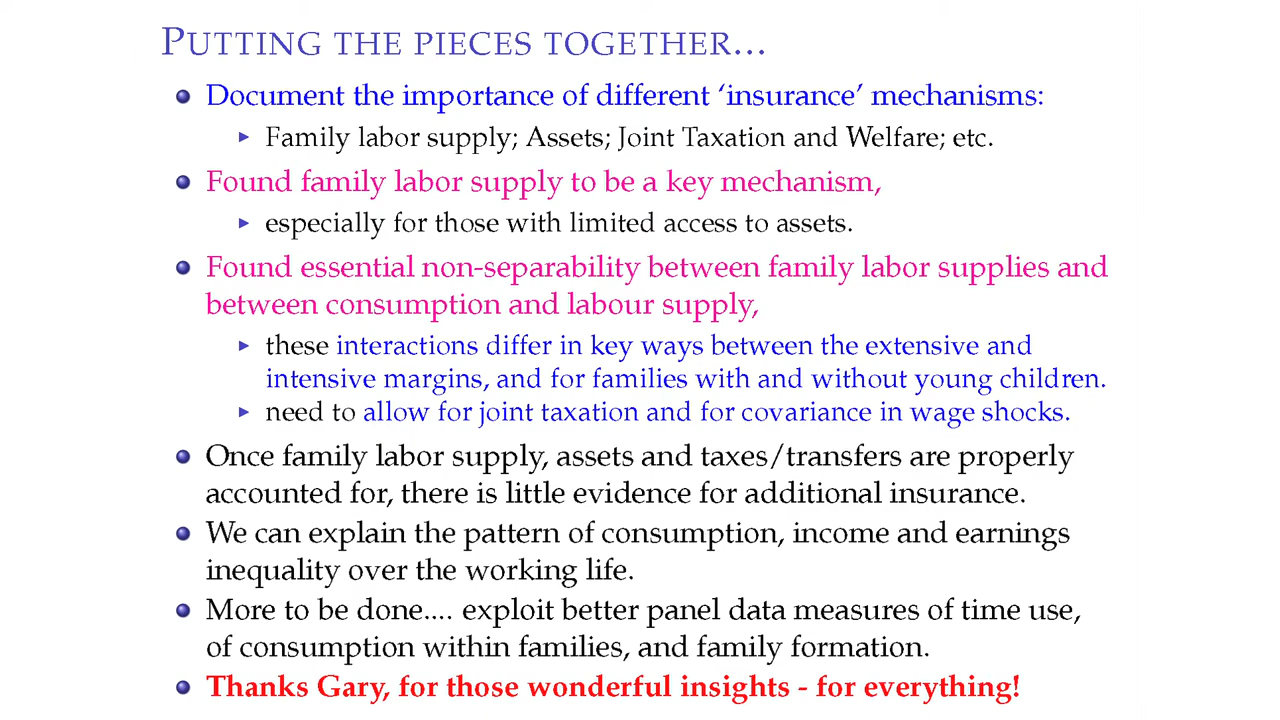 PUTTING THE PIECES TOGETHER...
Document the importance of different ‘insurance’ mechanisms:
Family labor supply; Assets; Joint Taxation and Welfare; etc.
Found family labor supply to be a key mechanism,
especially for those with limited access to assets.
Found essential non-separability between family labor supplies and
between consumption and labour supply,
these interactions differ in key ways between the extensive and
intensive margins, and for families with and without young children.
need to allow for joint taxation and for covariance in wage shocks.
Once family labor supply, assets and taxes/transfers are properly
accounted for, there is little evidence for additional insurance.
We can explain the pattern of consumption, income and earnings
inequality over the working life.
More to be done.... exploit better panel data measures of time use,
of consumption within families, and family formation.
Thanks Gary, for those wonderful insights - for everything!